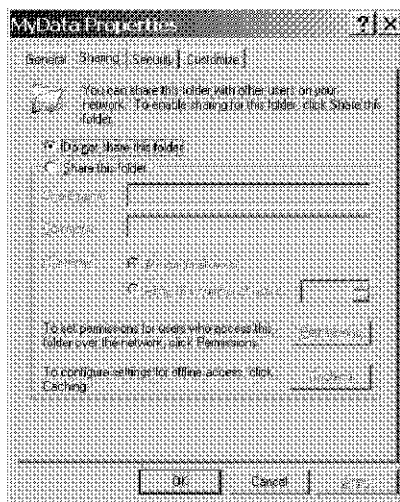 MyData Properties
General Sharing Security Customize
You can share this folder with other users on your
network. To enable sharing for this folder, click Share this
folder.
Do not share this folder
Share this folder
To set permissions for users who access this
folder over the network, click Permissions.
To configure settings for offline access, click
Caching.
OK Cancel